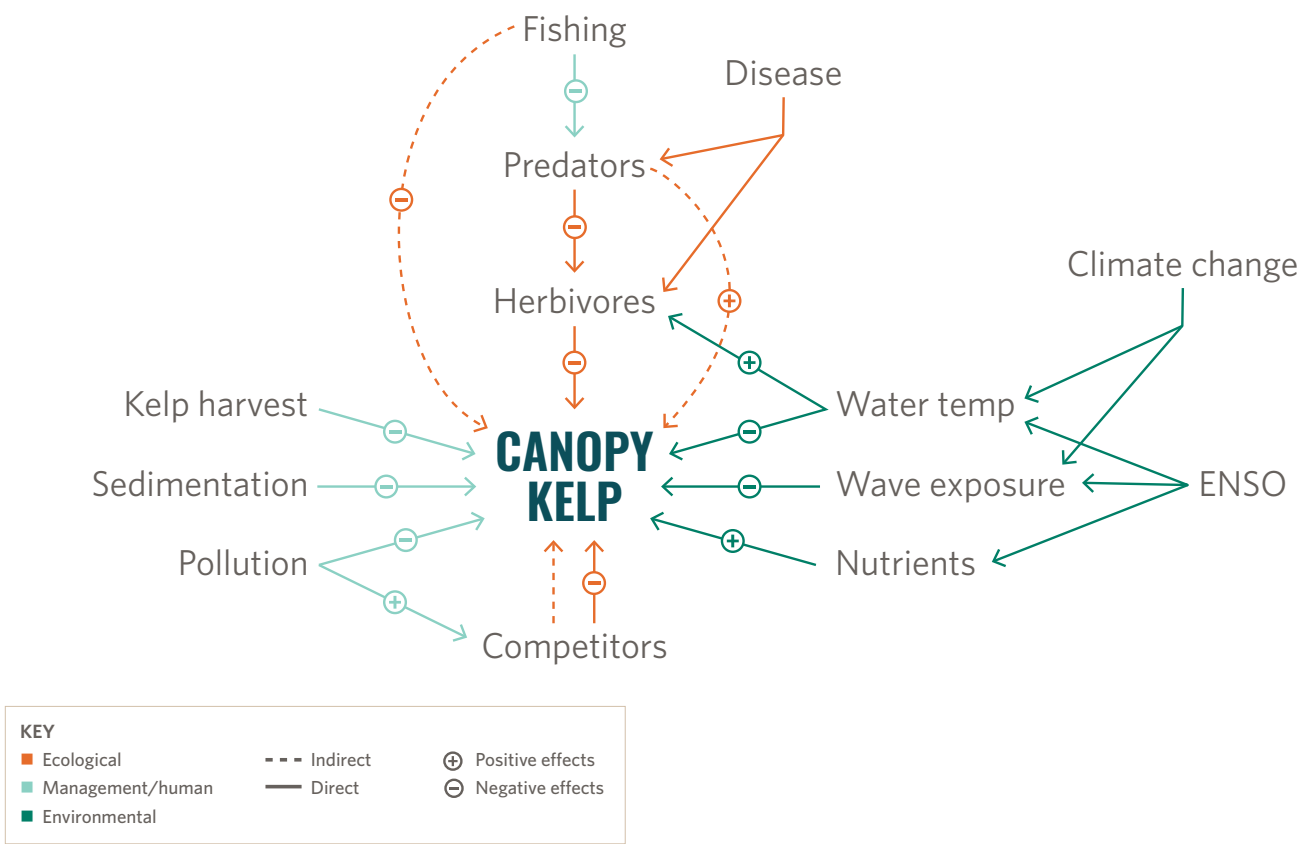 Fishing
Disease
Predators
Climate change
Herbivores
Kelp harvest
Water temp
CANOPY
KELP
Sedimentation
Wave exposure
ENSO
Pollution
Nutrients
Competitors
KEY
Ecological
Indirect
Positive effects
Management/human
Direct
Negative effects
Environmental